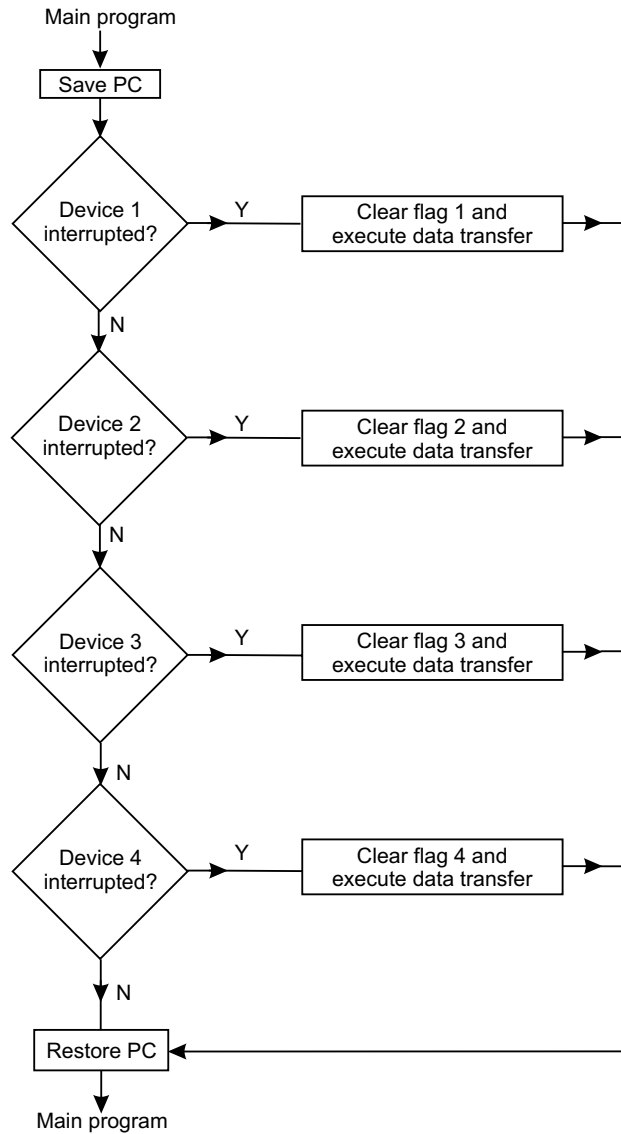 Main program
Save PC
Device 1
interrupted?
Y
Clear flag 1 and
execute data transfer
N
Device 2
interrupted?
Y
Clear flag 2 and
execute data transfer
N
Device 3
interrupted?
Y
Clear flag 3 and
execute data transfer
N
Device 4
interrupted?
Y
Clear flag 4 and
execute data transfer
N
Restore PC
Main program